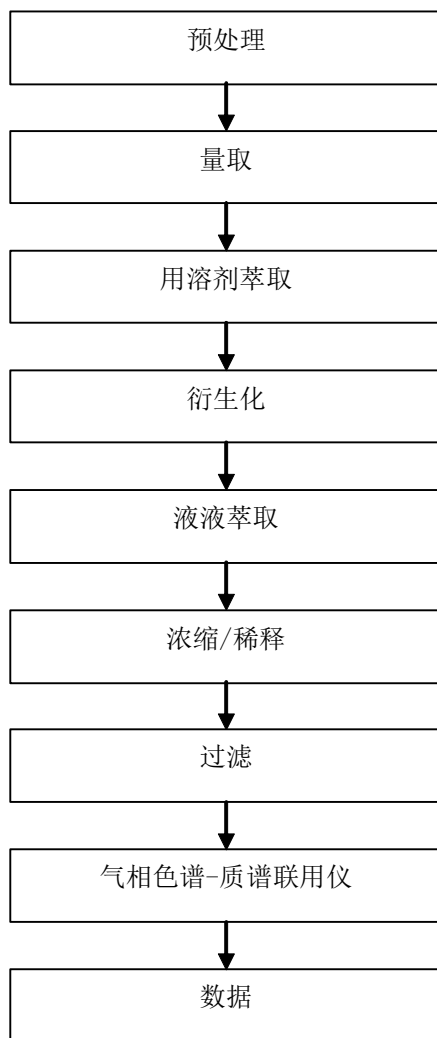 预处理
量取
用溶剂萃取
衍生化
液液萃取
浓缩/稀释
过滤
气相色谱-质谱联用仪
数据